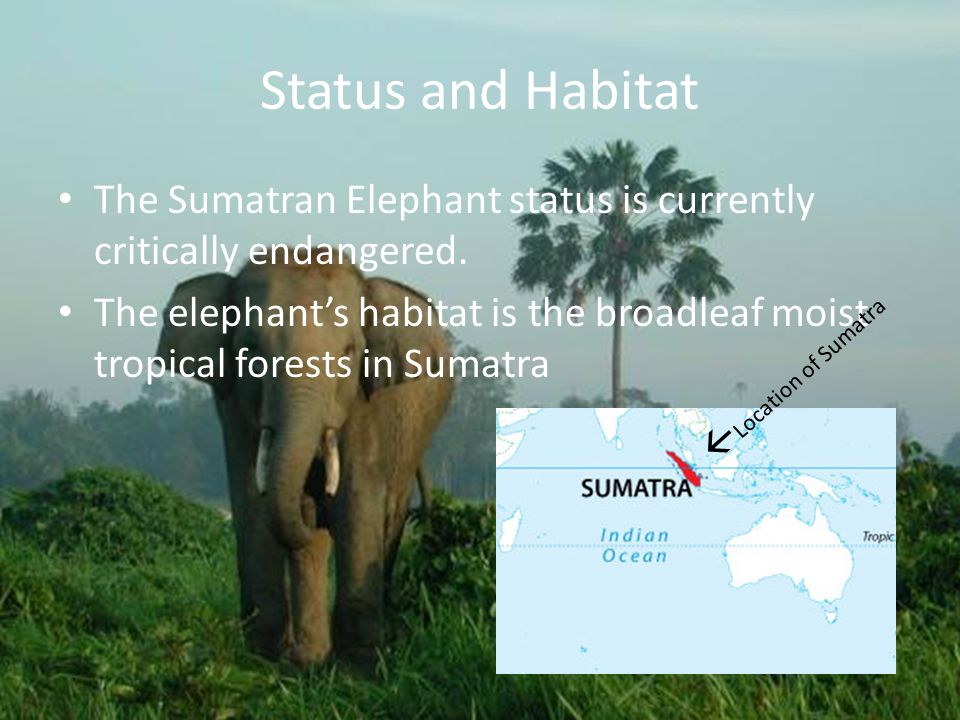 Status and Habitat
• The Sumatran Elephant status is currently
critically endangered.
• The elephant’s habitat is the broadleaf moist
tropical forests in Sumatra
Location of Sumatra
SUMATRA
Indian
Ocean
Tropic